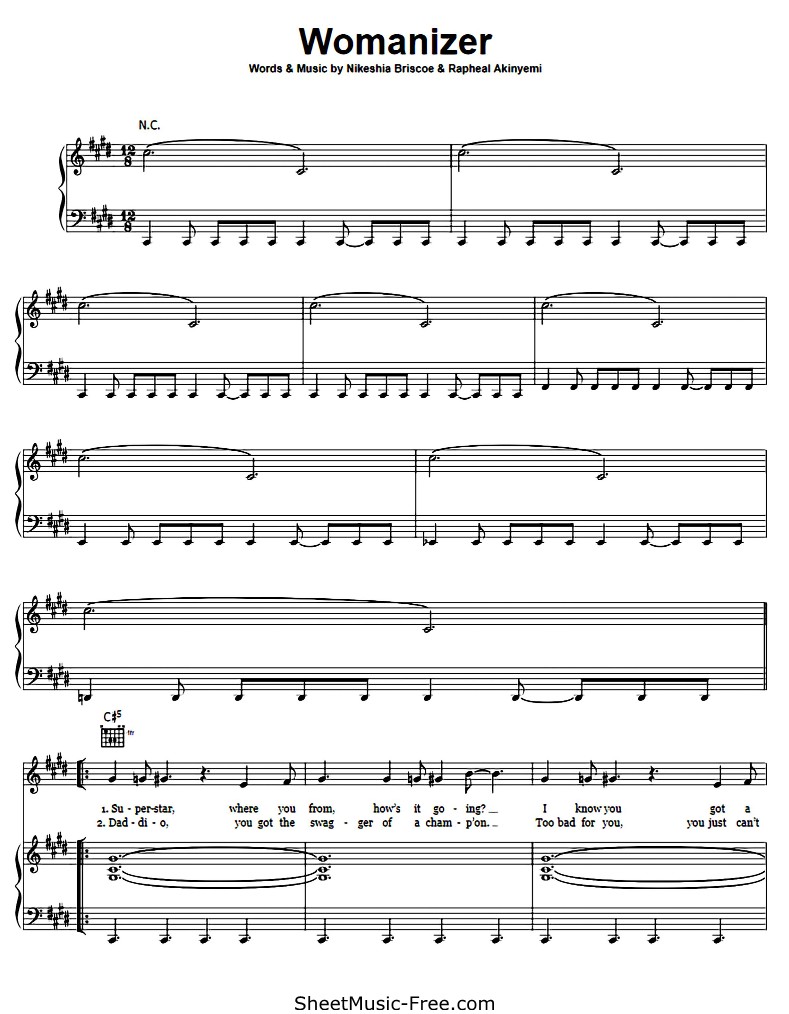 Womanizer
Words & Music by Nikeshia Briscoe & Rapheal Akinyemi
N.C.
12 8
12 8
C♯5
1. Su - per-star, where you from, how's it go - ing? I know you got a
2. Dad - di - o, you got the swag - ger of a cham - p'on. Too bad for you, you just can't
SheetMusic-Free.com